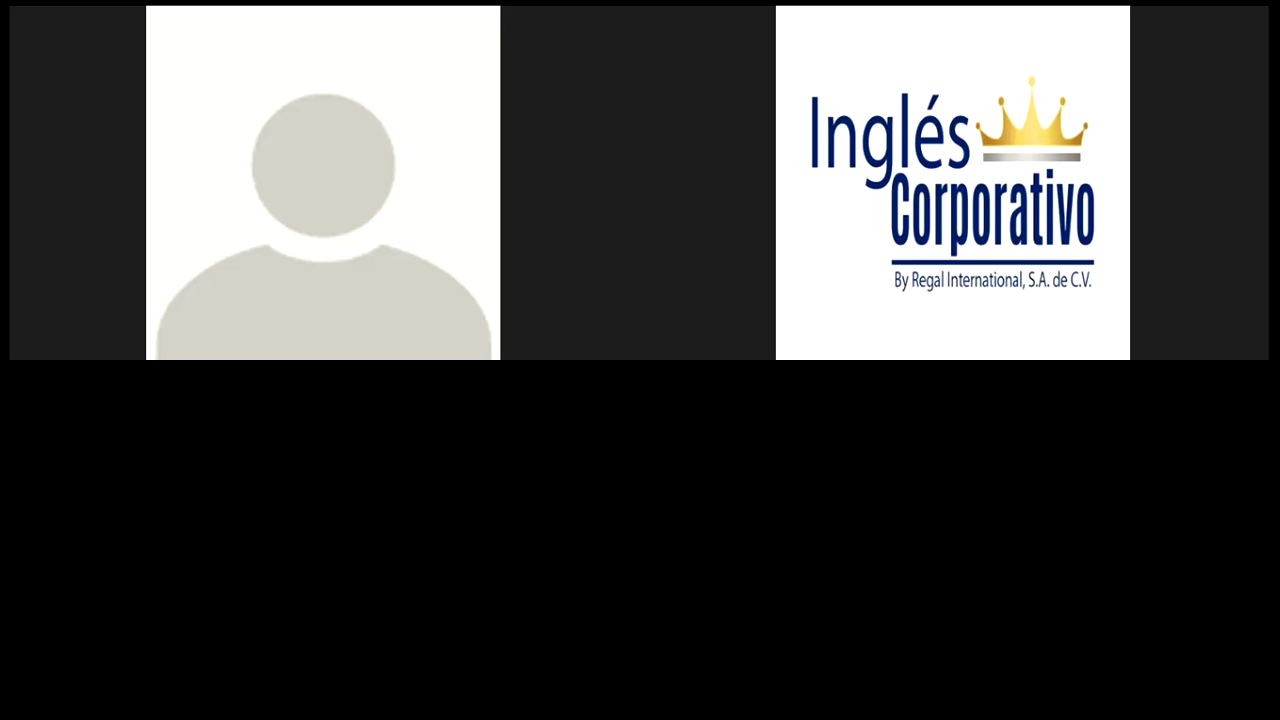 Inglés
Corporativo
By Regal International, S.A. de C.V.